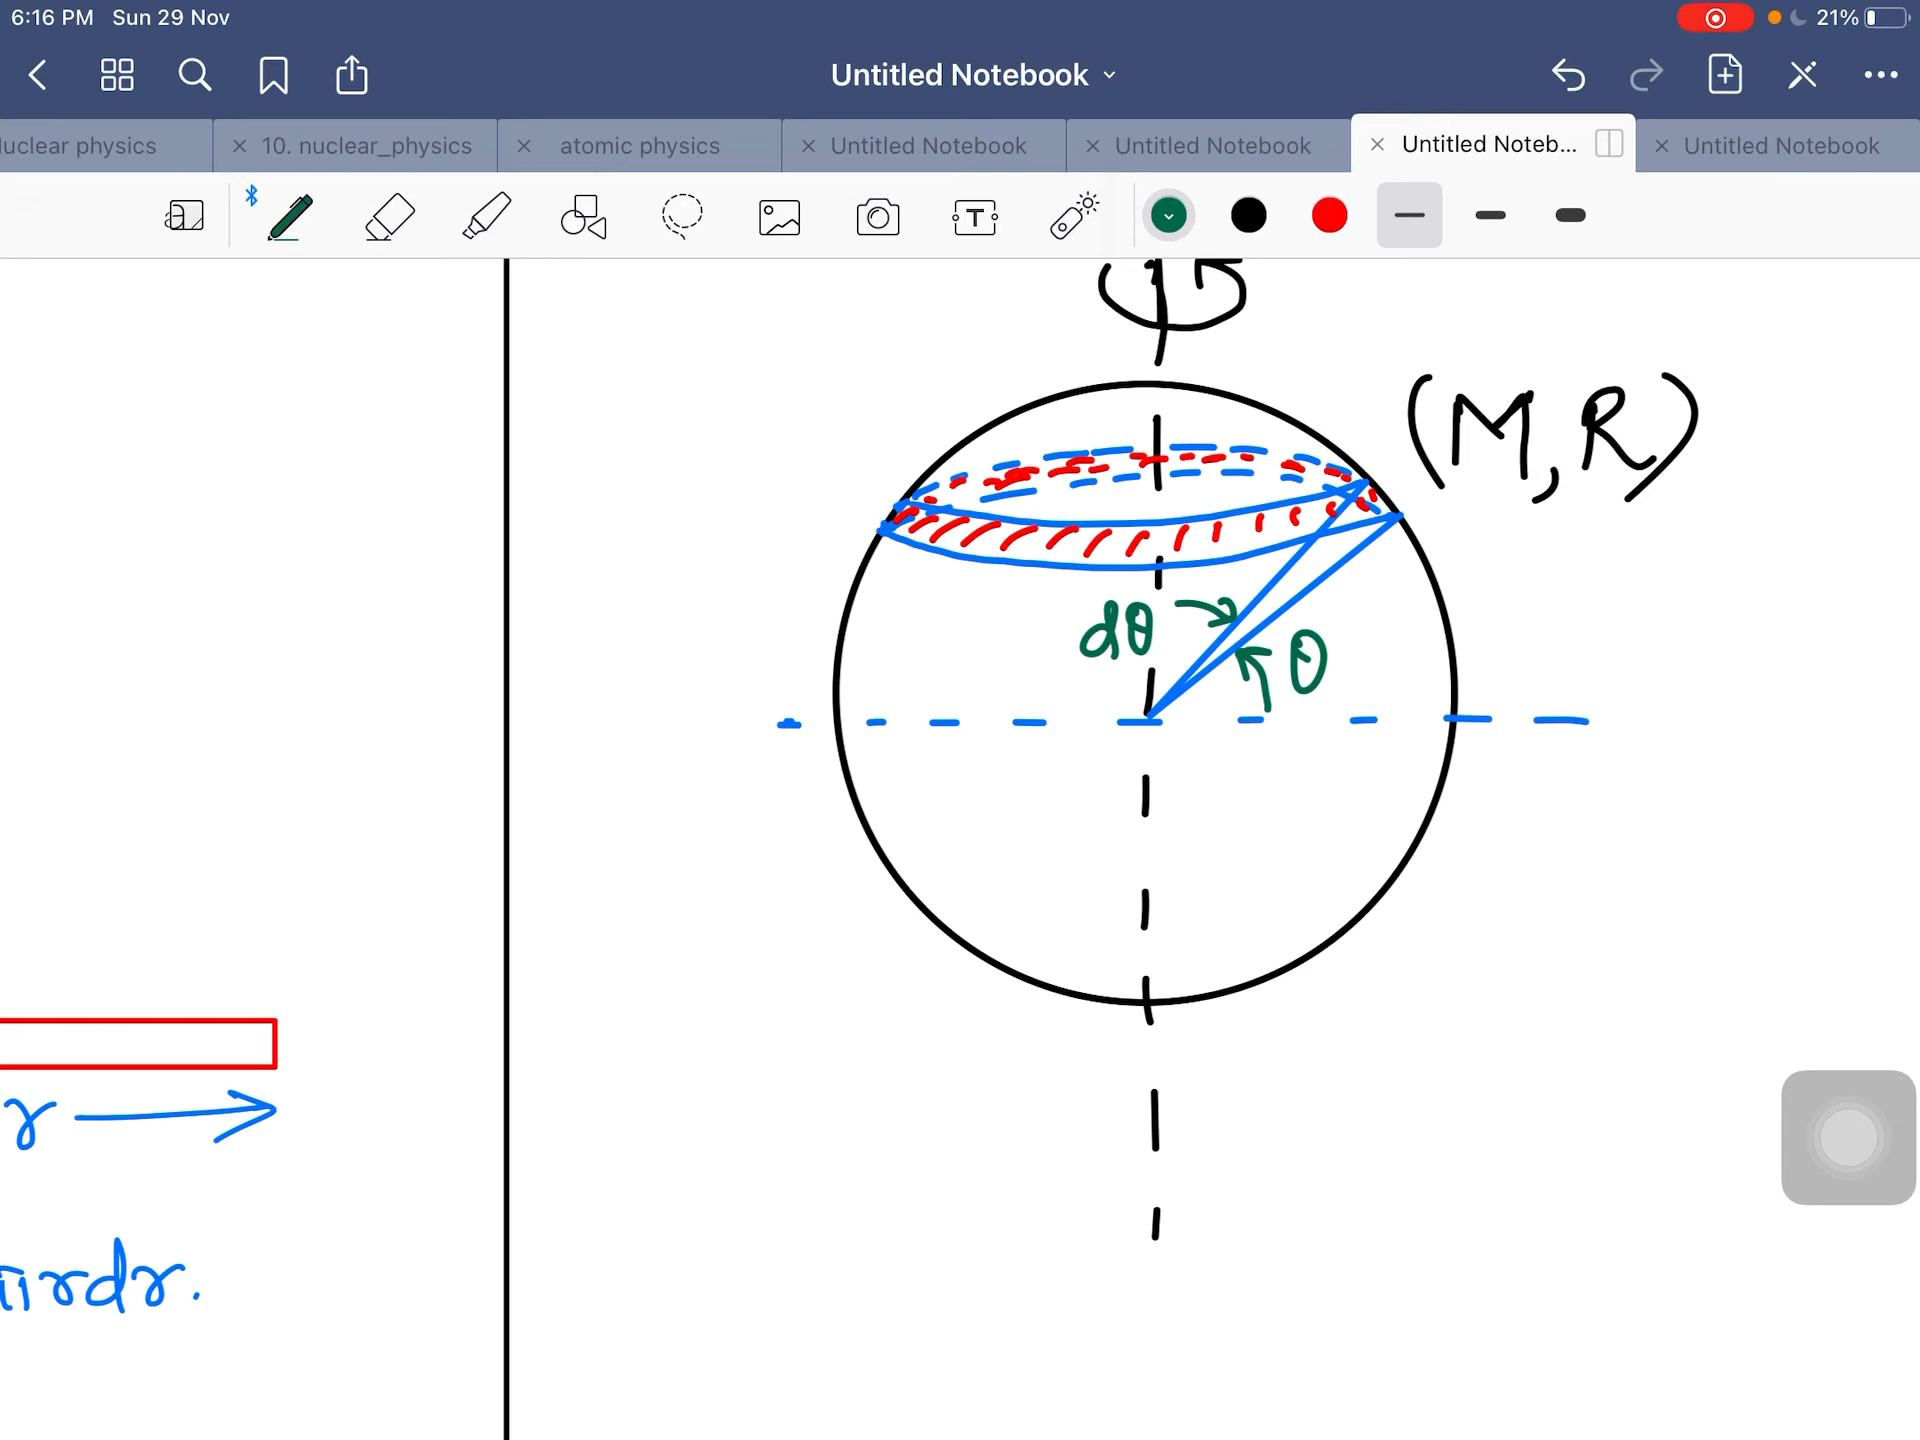 6:16 PM Sun 29 Nov
21%
Untitled Notebook
uclear physics
10. nuclear_physics
atomic physics
Untitled Notebook
Untitled Notebook
Untitled Noteb...
Untitled Notebook
(M, R)
dθ
θ
r
πrdr.